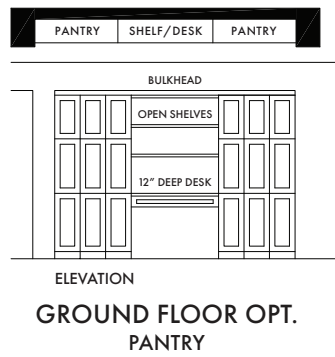 PANTRY SHELF/DESK PANTRY
BULKHEAD
OPEN SHELVES
12" DEEP DESK
ELEVATION
GROUND FLOOR OPT.
PANTRY